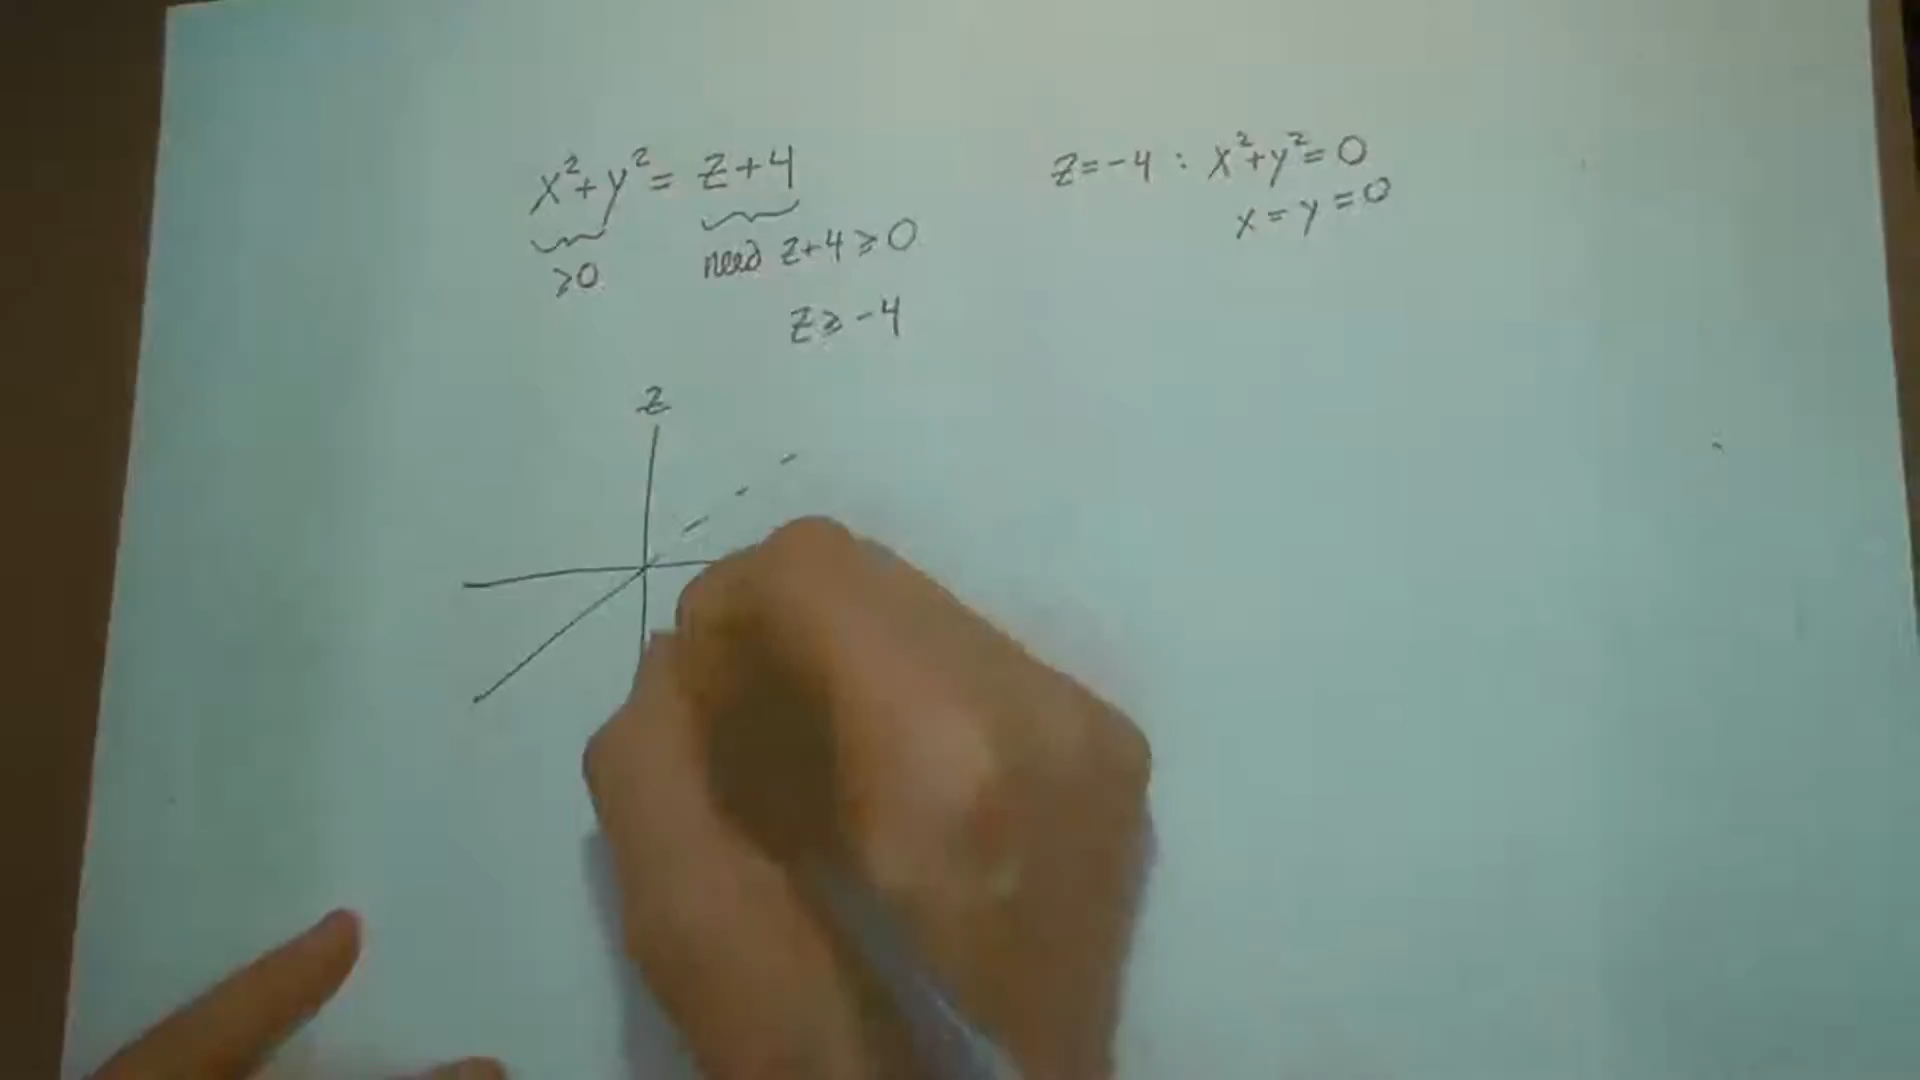 x²+y² = z+4
≥0
need z+4 ≥ 0
z ≥ -4
z=-4 : x²+y²=0
x = y = 0
z